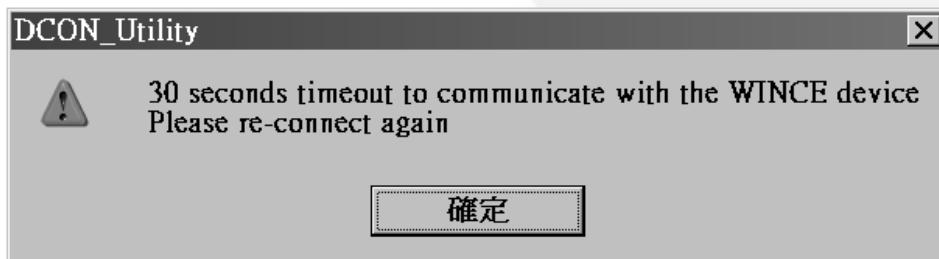 DCON_Utility
30 seconds timeout to communicate with the WINCE device
Please re-connect again
確定